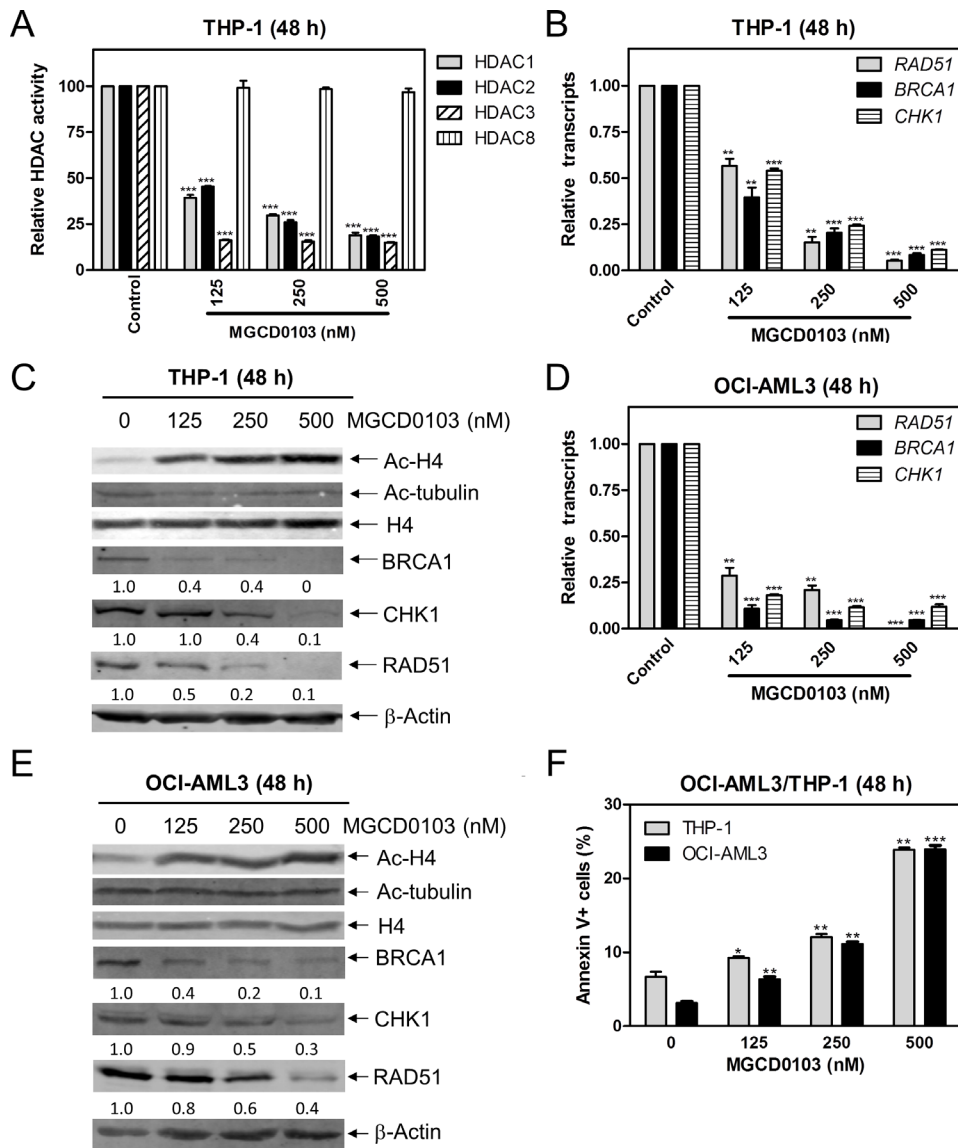 A
THP-1 (48 h)
Relative HDAC activity
100
75
50
25
0
*** *** ***
*** *** ***
*** *** ***
HDAC1
HDAC2
HDAC3
HDAC8
Control
125
250
500
MGCD0103 (nM)
B
THP-1 (48 h)
Relative transcripts
1.00
0.75
0.50
0.25
0.00
** ** ***
** *** ***
*** *** ***
RAD51
BRCA1
CHK1
Control
125
250
500
MGCD0103 (nM)
C
THP-1 (48 h)
0 125 250 500 MGCD0103 (nM)
Ac-H4
Ac-tubulin
H4
BRCA1
1.0 0.4 0.4 0
CHK1
1.0 1.0 0.4 0.1
RAD51
1.0 0.5 0.2 0.1
β-Actin
D
OCI-AML3 (48 h)
Relative transcripts
1.00
0.75
0.50
0.25
0.00
** *** ***
** *** ***
*** *** ***
RAD51
BRCA1
CHK1
Control
125
250
500
MGCD0103 (nM)
E
OCI-AML3 (48 h)
0 125 250 500 MGCD0103 (nM)
Ac-H4
Ac-tubulin
H4
BRCA1
1.0 0.4 0.2 0.1
CHK1
1.0 0.9 0.5 0.3
RAD51
1.0 0.8 0.6 0.4
β-Actin
F
OCI-AML3/THP-1 (48 h)
Annexin V+ cells (%)
30
20
10
0
THP-1
OCI-AML3
* **
** **
** ***
0 125 250 500
MGCD0103 (nM)